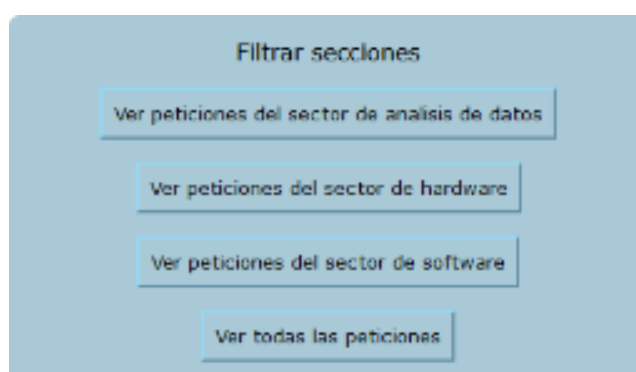 Filtrar secciones
Ver peticiones del sector de analisis de datos
Ver peticiones del sector de hardware
Ver peticiones del sector de software
Ver todas las peticiones